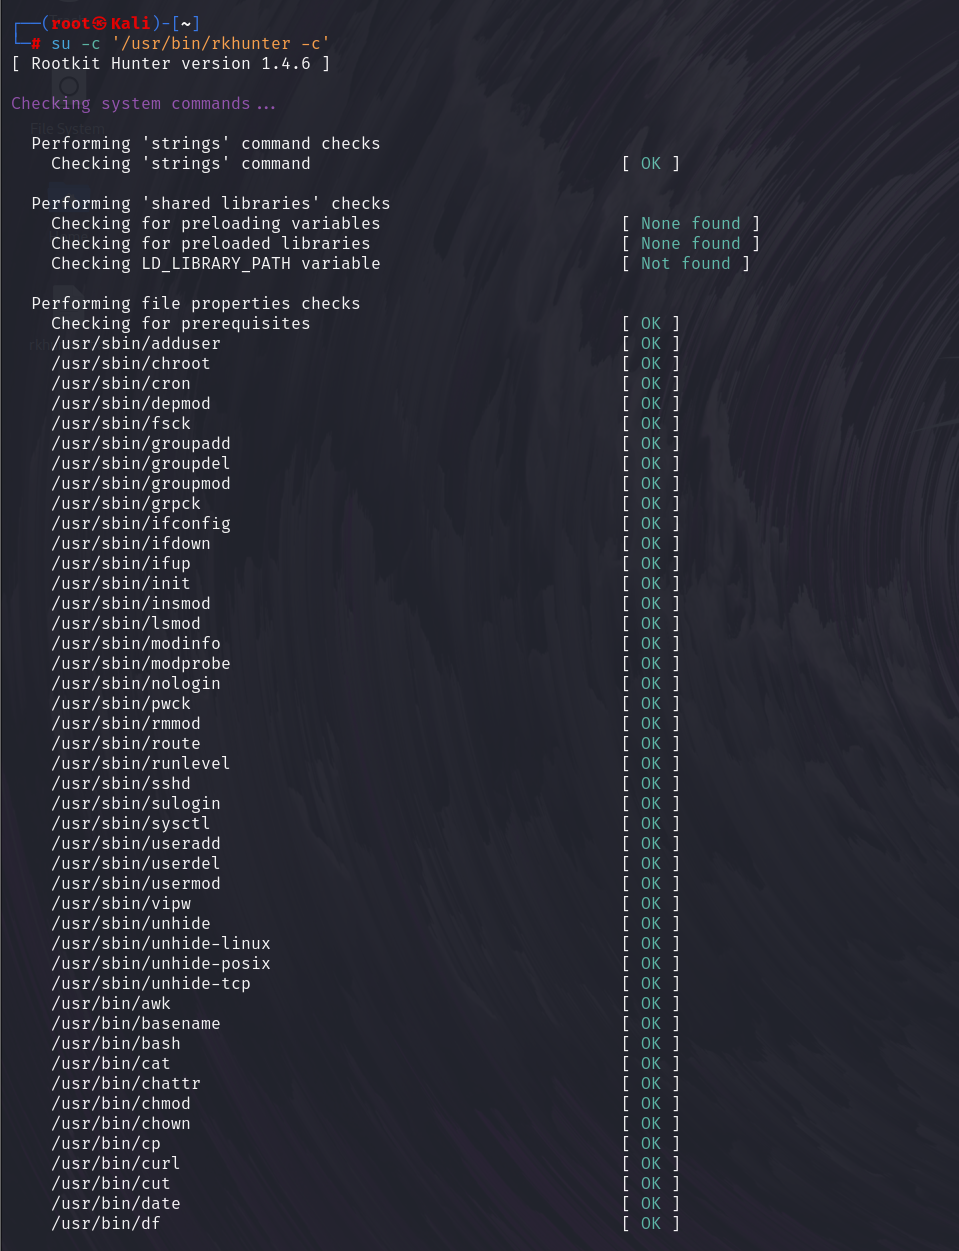 ┌──(root㉿Kali)-[~]
└─# su -c '/usr/bin/rkhunter -c'
[ Rootkit Hunter version 1.4.6 ]
Checking system commands...
File System
Performing 'strings' command checks
Checking 'strings' command [ OK ]
Performing 'shared libraries' checks
Checking for preloading variables [ None found ]
Checking for preloaded libraries [ None found ]
Checking LD_LIBRARY_PATH variable [ Not found ]
Performing file properties checks
Checking for prerequisites [ OK ]
/usr/sbin/adduser [ OK ]
/usr/sbin/chroot [ OK ]
/usr/sbin/cron [ OK ]
/usr/sbin/depmod [ OK ]
/usr/sbin/fsck [ OK ]
/usr/sbin/groupadd [ OK ]
/usr/sbin/groupdel [ OK ]
/usr/sbin/groupmod [ OK ]
/usr/sbin/grpck [ OK ]
/usr/sbin/ifconfig [ OK ]
/usr/sbin/ifdown [ OK ]
/usr/sbin/ifup [ OK ]
/usr/sbin/init [ OK ]
/usr/sbin/insmod [ OK ]
/usr/sbin/lsmod [ OK ]
/usr/sbin/modinfo [ OK ]
/usr/sbin/modprobe [ OK ]
/usr/sbin/nologin [ OK ]
/usr/sbin/pwck [ OK ]
/usr/sbin/rmmod [ OK ]
/usr/sbin/route [ OK ]
/usr/sbin/runlevel [ OK ]
/usr/sbin/sshd [ OK ]
/usr/sbin/sulogin [ OK ]
/usr/sbin/sysctl [ OK ]
/usr/sbin/useradd [ OK ]
/usr/sbin/userdel [ OK ]
/usr/sbin/usermod [ OK ]
/usr/sbin/vipw [ OK ]
/usr/sbin/unhide [ OK ]
/usr/sbin/unhide-linux [ OK ]
/usr/sbin/unhide-posix [ OK ]
/usr/sbin/unhide-tcp [ OK ]
/usr/bin/awk [ OK ]
/usr/bin/basename [ OK ]
/usr/bin/bash [ OK ]
/usr/bin/cat [ OK ]
/usr/bin/chattr [ OK ]
/usr/bin/chmod [ OK ]
/usr/bin/chown [ OK ]
/usr/bin/cp [ OK ]
/usr/bin/curl [ OK ]
/usr/bin/cut [ OK ]
/usr/bin/date [ OK ]
/usr/bin/df [ OK ]